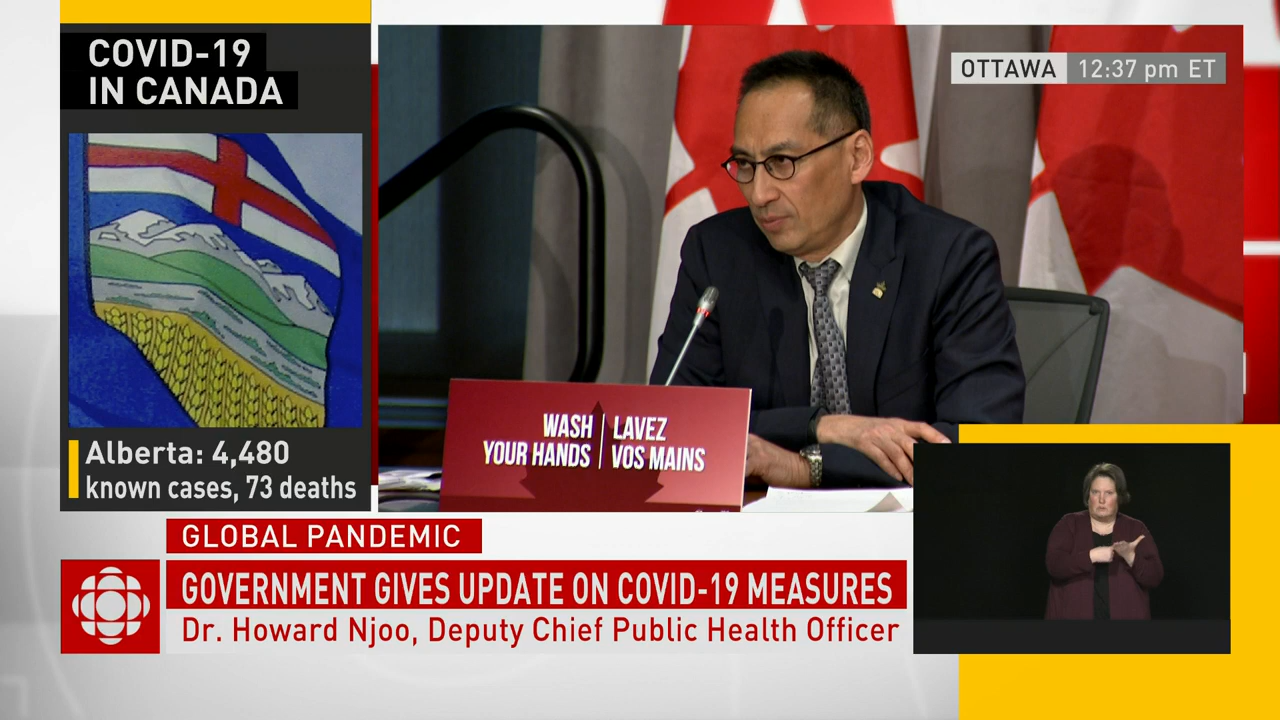 COVID-19
IN CANADA
OTTAWA 12:37 pm ET
WASH
YOUR HANDS
LAVEZ
VOS MAINS
Alberta: 4,480
known cases, 73 deaths
GLOBAL PANDEMIC
GOVERNMENT GIVES UPDATE ON COVID-19 MEASURES
Dr. Howard Njoo, Deputy Chief Public Health Officer